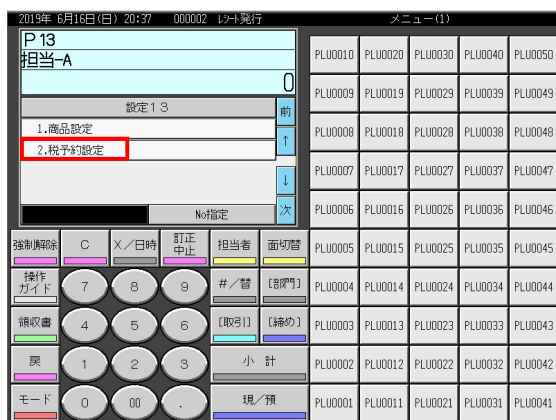 2019年 6月16日(日) 20:37 000002 レシート発行 メニュー(1)
P13
担当-A
0
設定13
前
1.商品設定
2.税予約設定
↑
↓
No指定
次
強制解除 C X/日時 訂正中止 担当者 面切替
操作ガイド 7 8 9 #/替 [部門]
領収書 4 5 6 [取引] [締め]
戻 1 2 3 小 計
モード 0 00 . 現/預
PLU0010 PLU0020 PLU0030 PLU0040 PLU0050
PLU0009 PLU0019 PLU0029 PLU0039 PLU0049
PLU0008 PLU0018 PLU0028 PLU0038 PLU0048
PLU0007 PLU0017 PLU0027 PLU0037 PLU0047
PLU0006 PLU0016 PLU0026 PLU0036 PLU0046
PLU0005 PLU0015 PLU0025 PLU0035 PLU0045
PLU0004 PLU0014 PLU0024 PLU0034 PLU0044
PLU0003 PLU0013 PLU0023 PLU0033 PLU0043
PLU0002 PLU0012 PLU0022 PLU0032 PLU0042
PLU0001 PLU0011 PLU0021 PLU0031 PLU0041